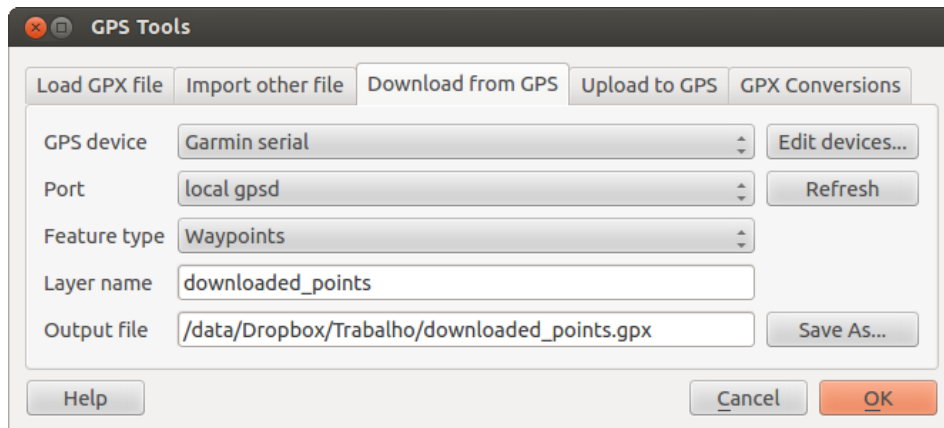 GPS Tools
Load GPX file Import other file Download from GPS Upload to GPS GPX Conversions
GPS device Garmin serial Edit devices...
Port local gpsd Refresh
Feature type Waypoints
Layer name downloaded_points
Output file /data/Dropbox/Trabalho/downloaded_points.gpx Save As...
Help Cancel OK